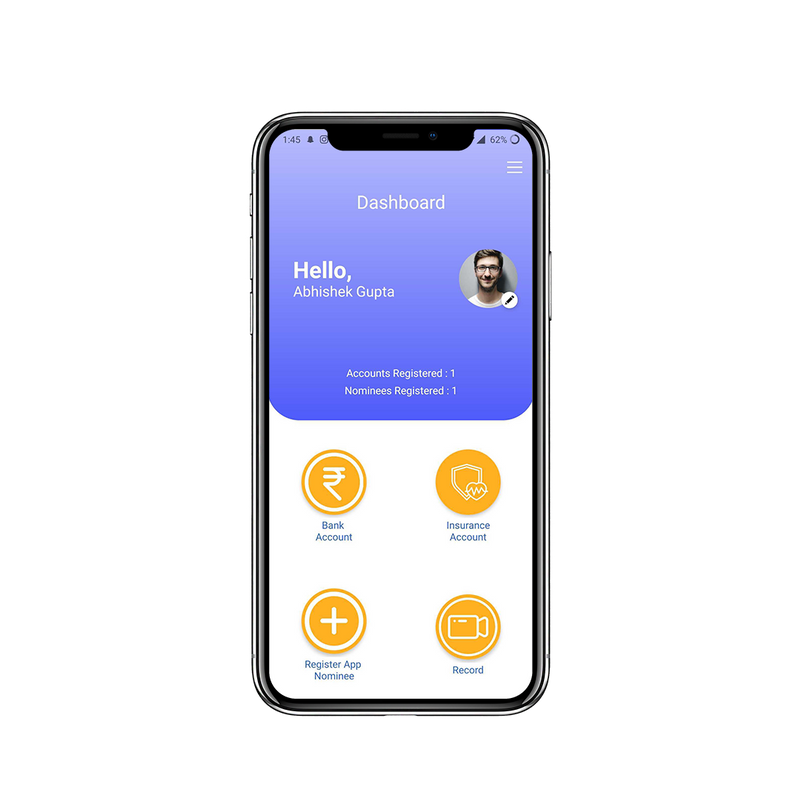 1:45 62%
Dashboard
Hello,
Abhishek Gupta
Accounts Registered : 1
Nominees Registered : 1
Bank
Account
Insurance
Account
Register App
Nominee
Record